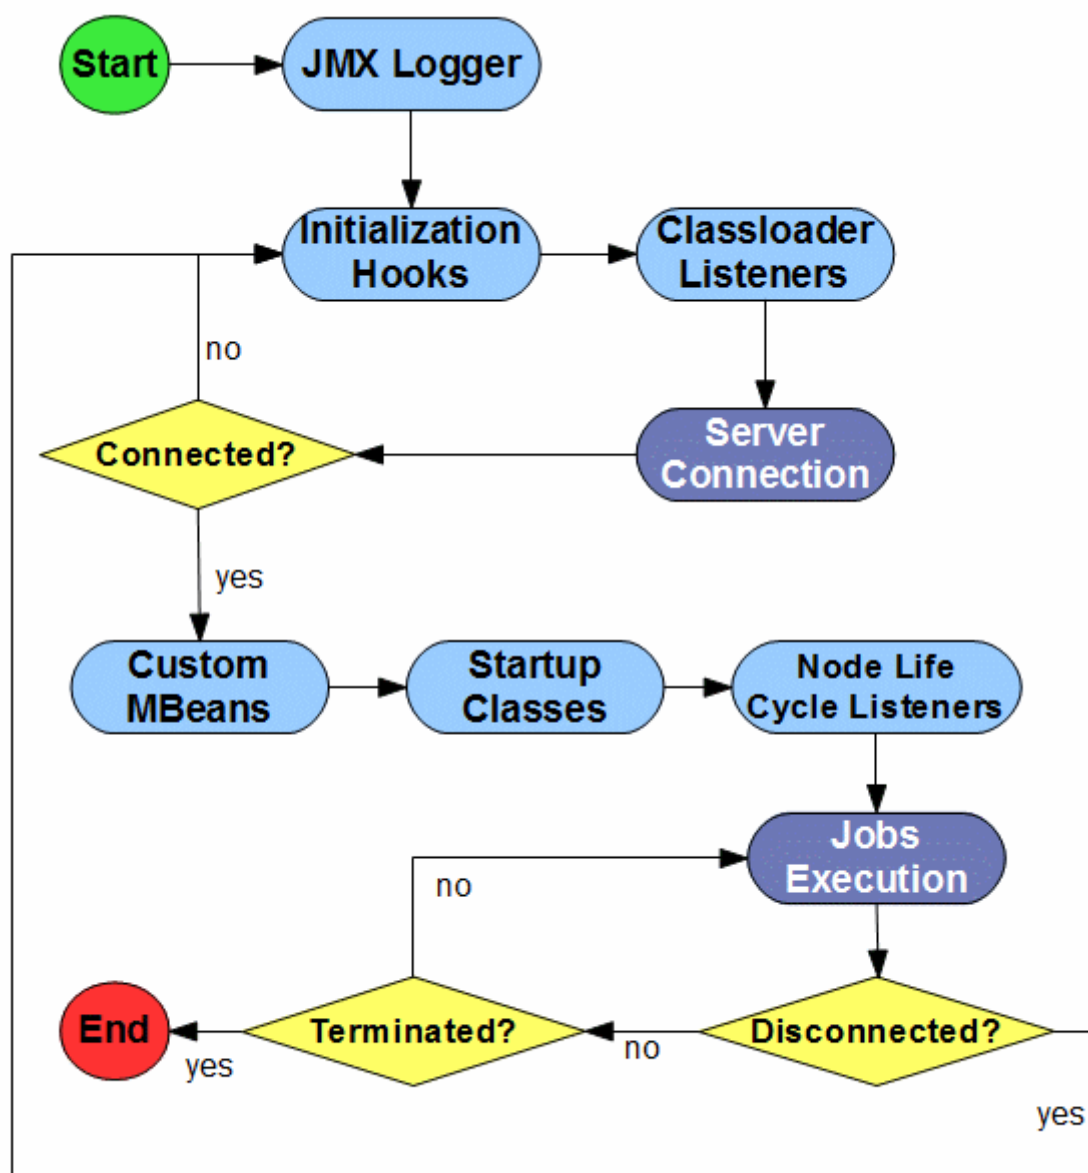 Start
JMX Logger
Initialization
Hooks
Classloader
Listeners
no
Connected?
Server
Connection
yes
Custom
MBeans
Startup
Classes
Node Life
Cycle Listeners
Jobs
Execution
no
End
yes
Terminated?
no
Disconnected?
yes